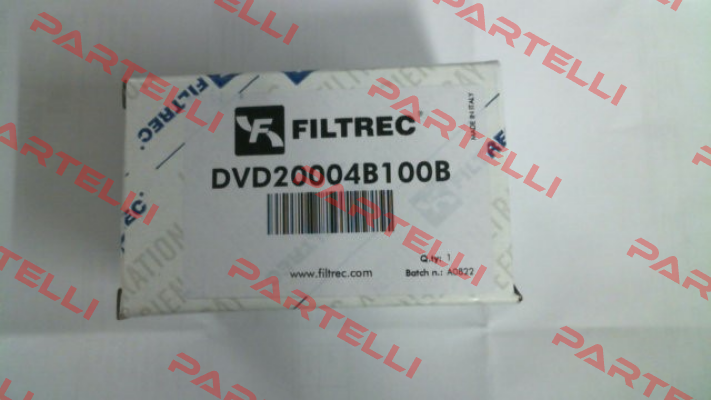 FILTREC
MADE IN ITALY
DVD20004B100B
Q.ty: 1
www.filtrec.com
Batch n.: A0822
PARTELLI
PARTELLI
PARTELLI
PARTELLI
PARTELLI
PARTELLI
PARTELLI
PARTELLI